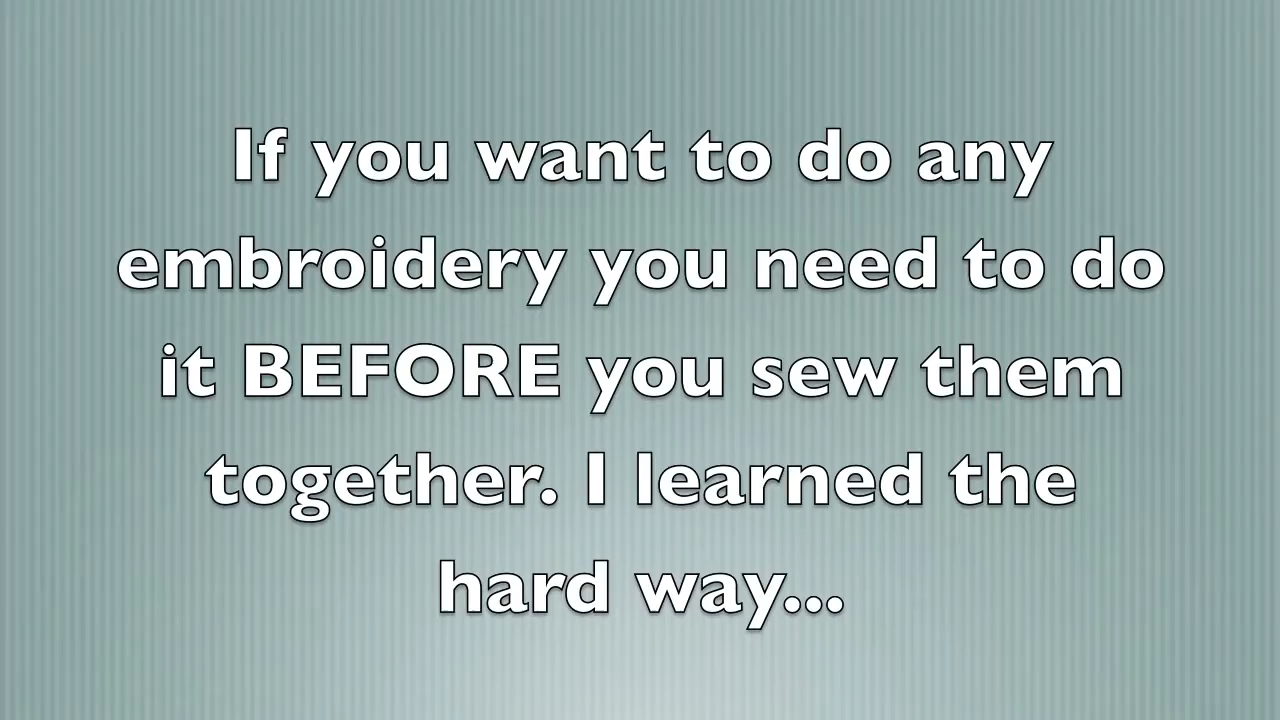 If you want to do any
embroidery you need to do
it BEFORE you sew them
together. I learned the
hard way...